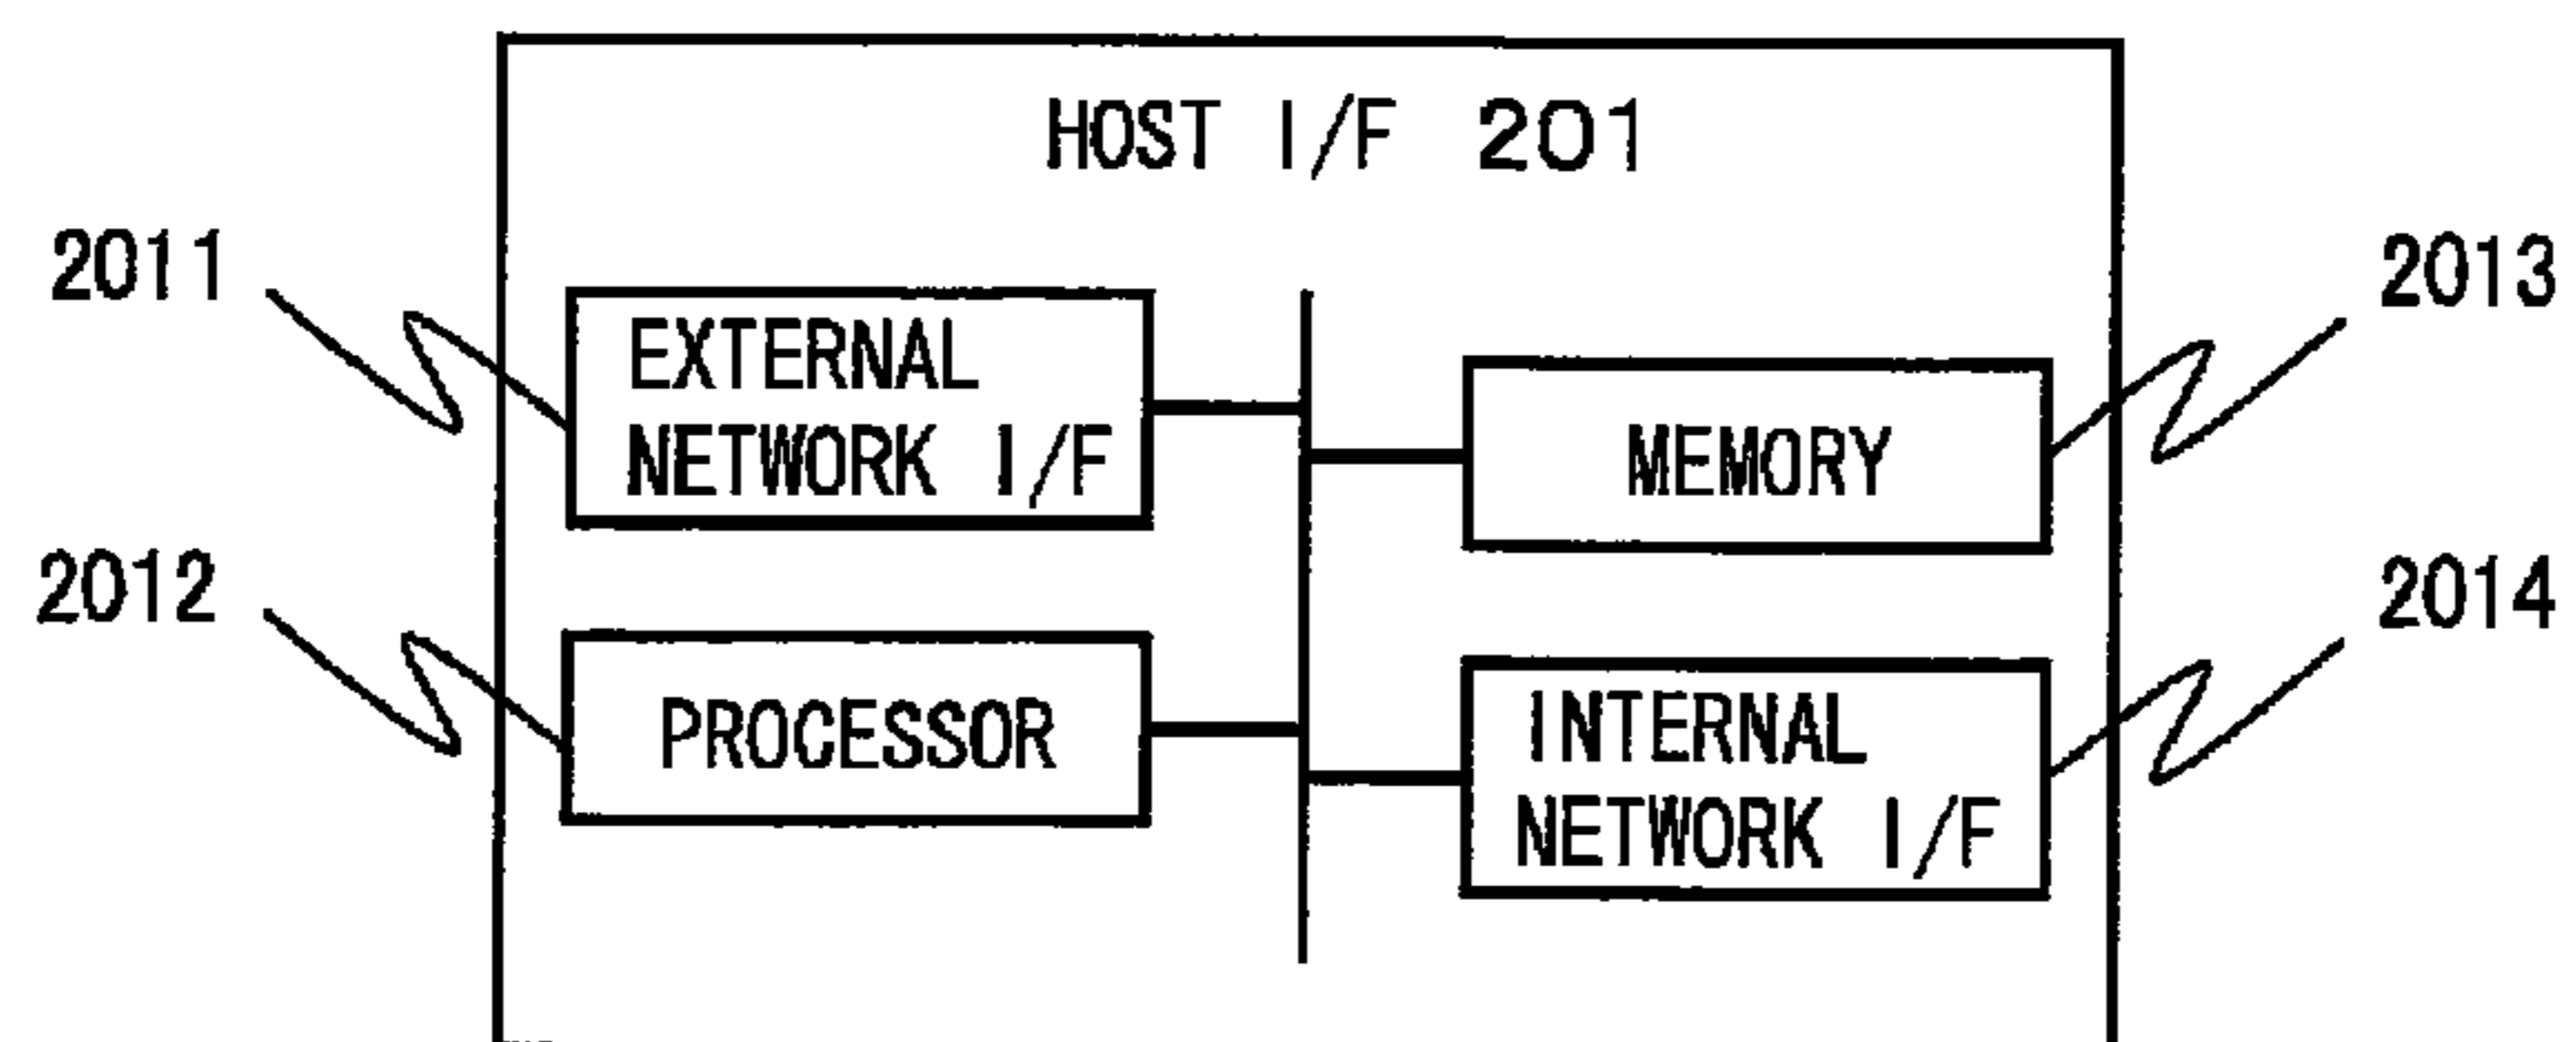 HOST I/F 201
2011
2013
EXTERNAL
NETWORK I/F
MEMORY
2012
2014
PROCESSOR
INTERNAL
NETWORK I/F